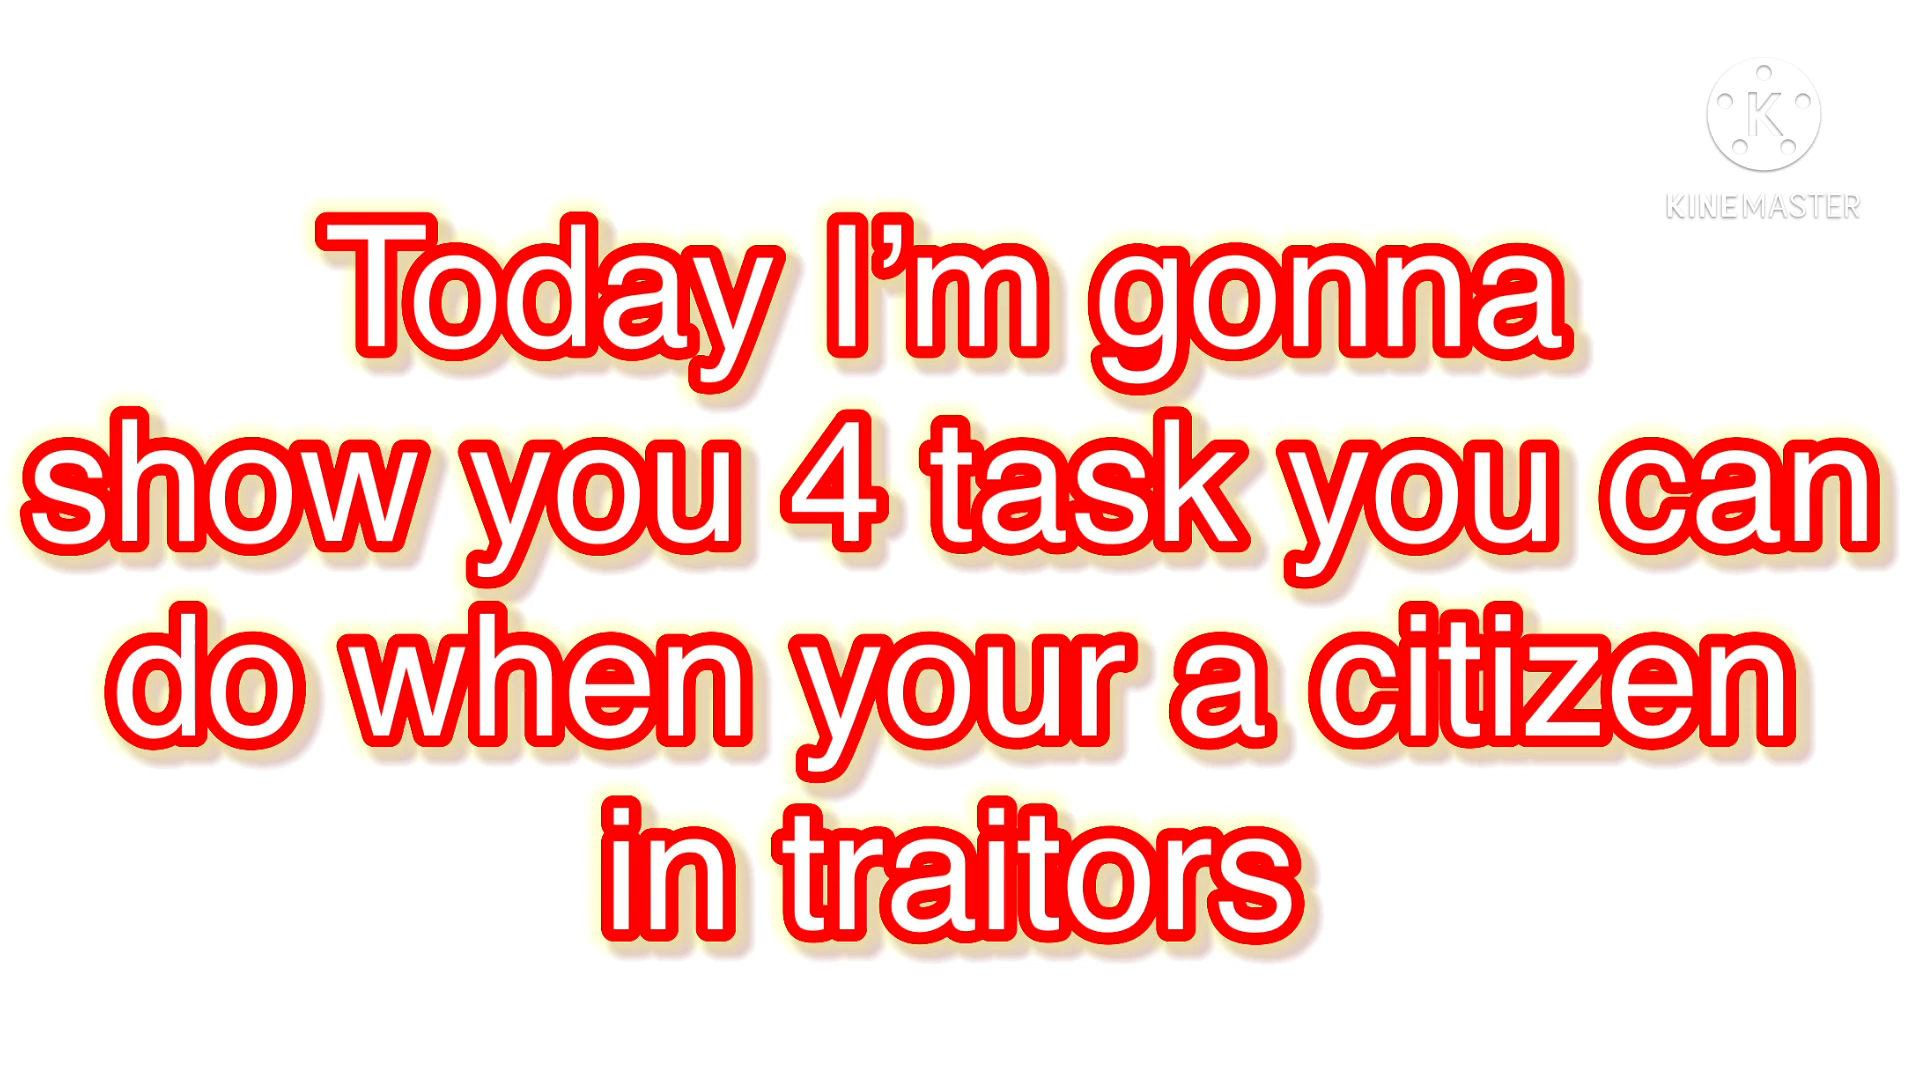 K
KINEMASTER
Today I’m gonna
show you 4 task you can
do when your a citizen
in traitors